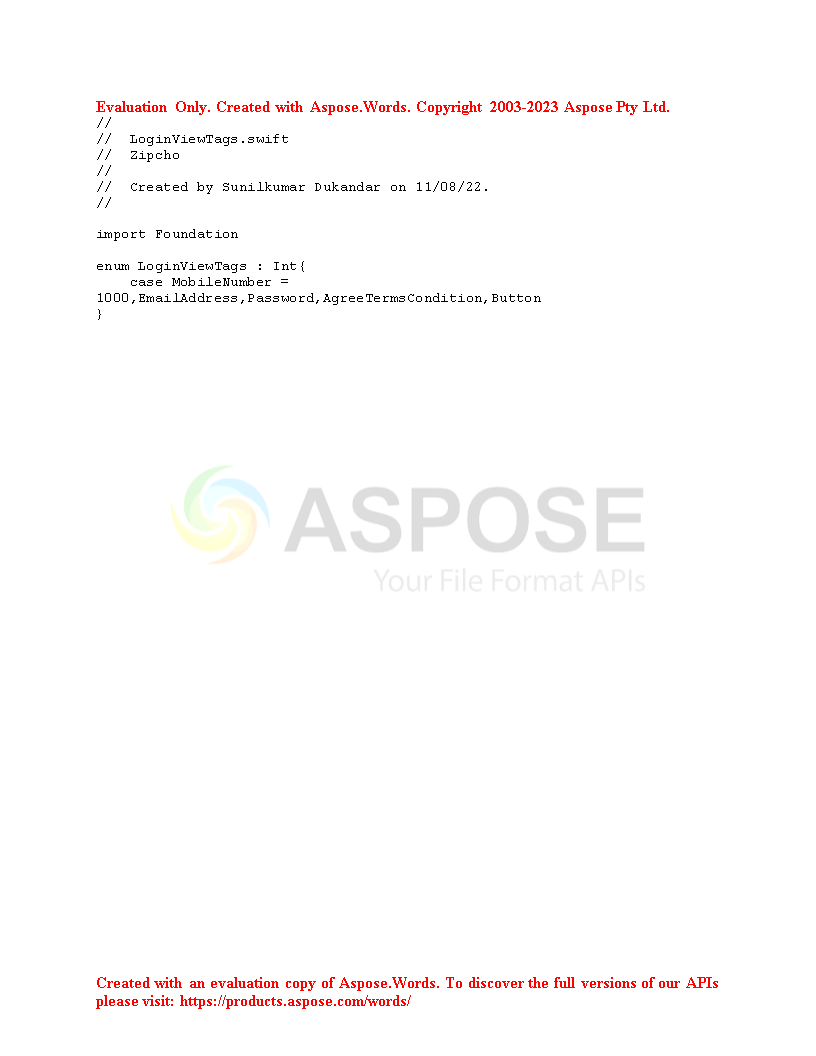 Evaluation Only. Created with Aspose.Words. Copyright 2003-2023 Aspose Pty Ltd.
//
//  LoginViewTags.swift
//  Zipcho
//
//  Created by Sunilkumar Dukandar on 11/08/22.
//
import Foundation
enum LoginViewTags : Int{
    case MobileNumber =
1000,EmailAddress,Password,AgreeTermsCondition,Button
}
ASPOSE
Your File Format APIs
Created with an evaluation copy of Aspose.Words. To discover the full versions of our APIs
please visit: https://products.aspose.com/words/